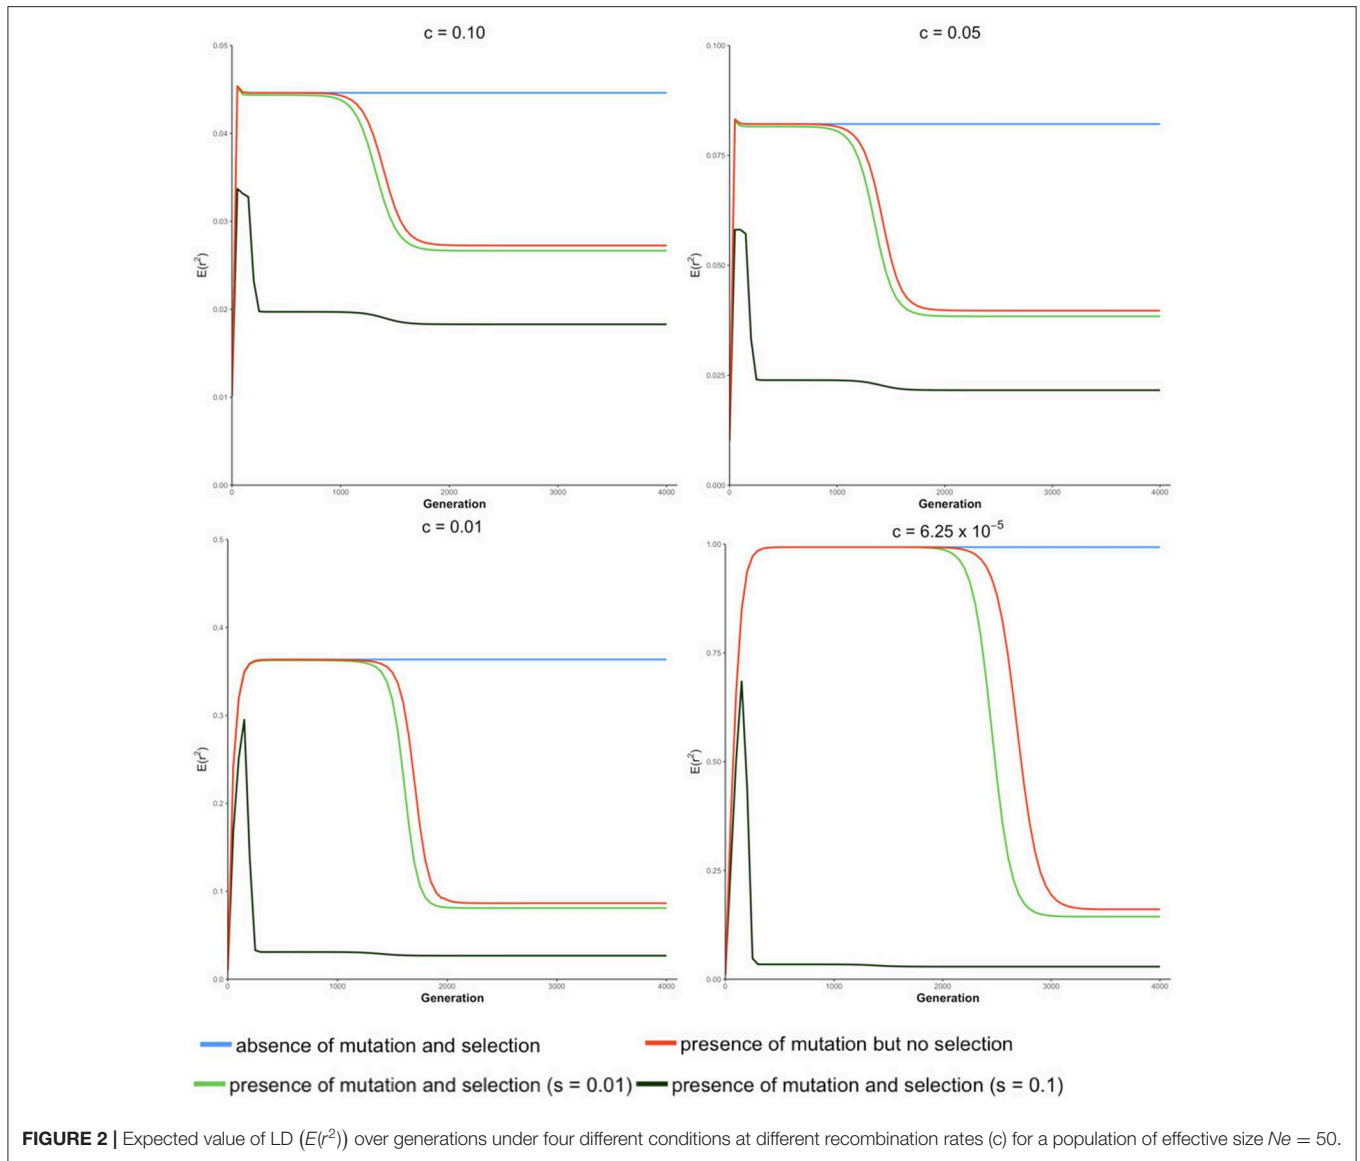 c = 0.10
0.05
0.04
0.03
0.02
0.01
0.00
E(r²)
0
1000
2000
3000
4000
Generation
c = 0.05
0.100
0.075
0.050
0.025
0.000
E(r²)
0
1000
2000
3000
4000
Generation
c = 0.01
0.5
0.4
0.3
0.2
0.1
0.0
E(r²)
0
1000
2000
3000
4000
Generation
c = 6.25 x 10⁻⁵
1.00
0.75
0.50
0.25
0.00
E(r²)
0
1000
2000
3000
4000
Generation
absence of mutation and selection
presence of mutation but no selection
presence of mutation and selection (s = 0.01)
presence of mutation and selection (s = 0.1)
FIGURE 2 | Expected value of LD (E(r²)) over generations under four different conditions at different recombination rates (c) for a population of effective size Ne = 50.